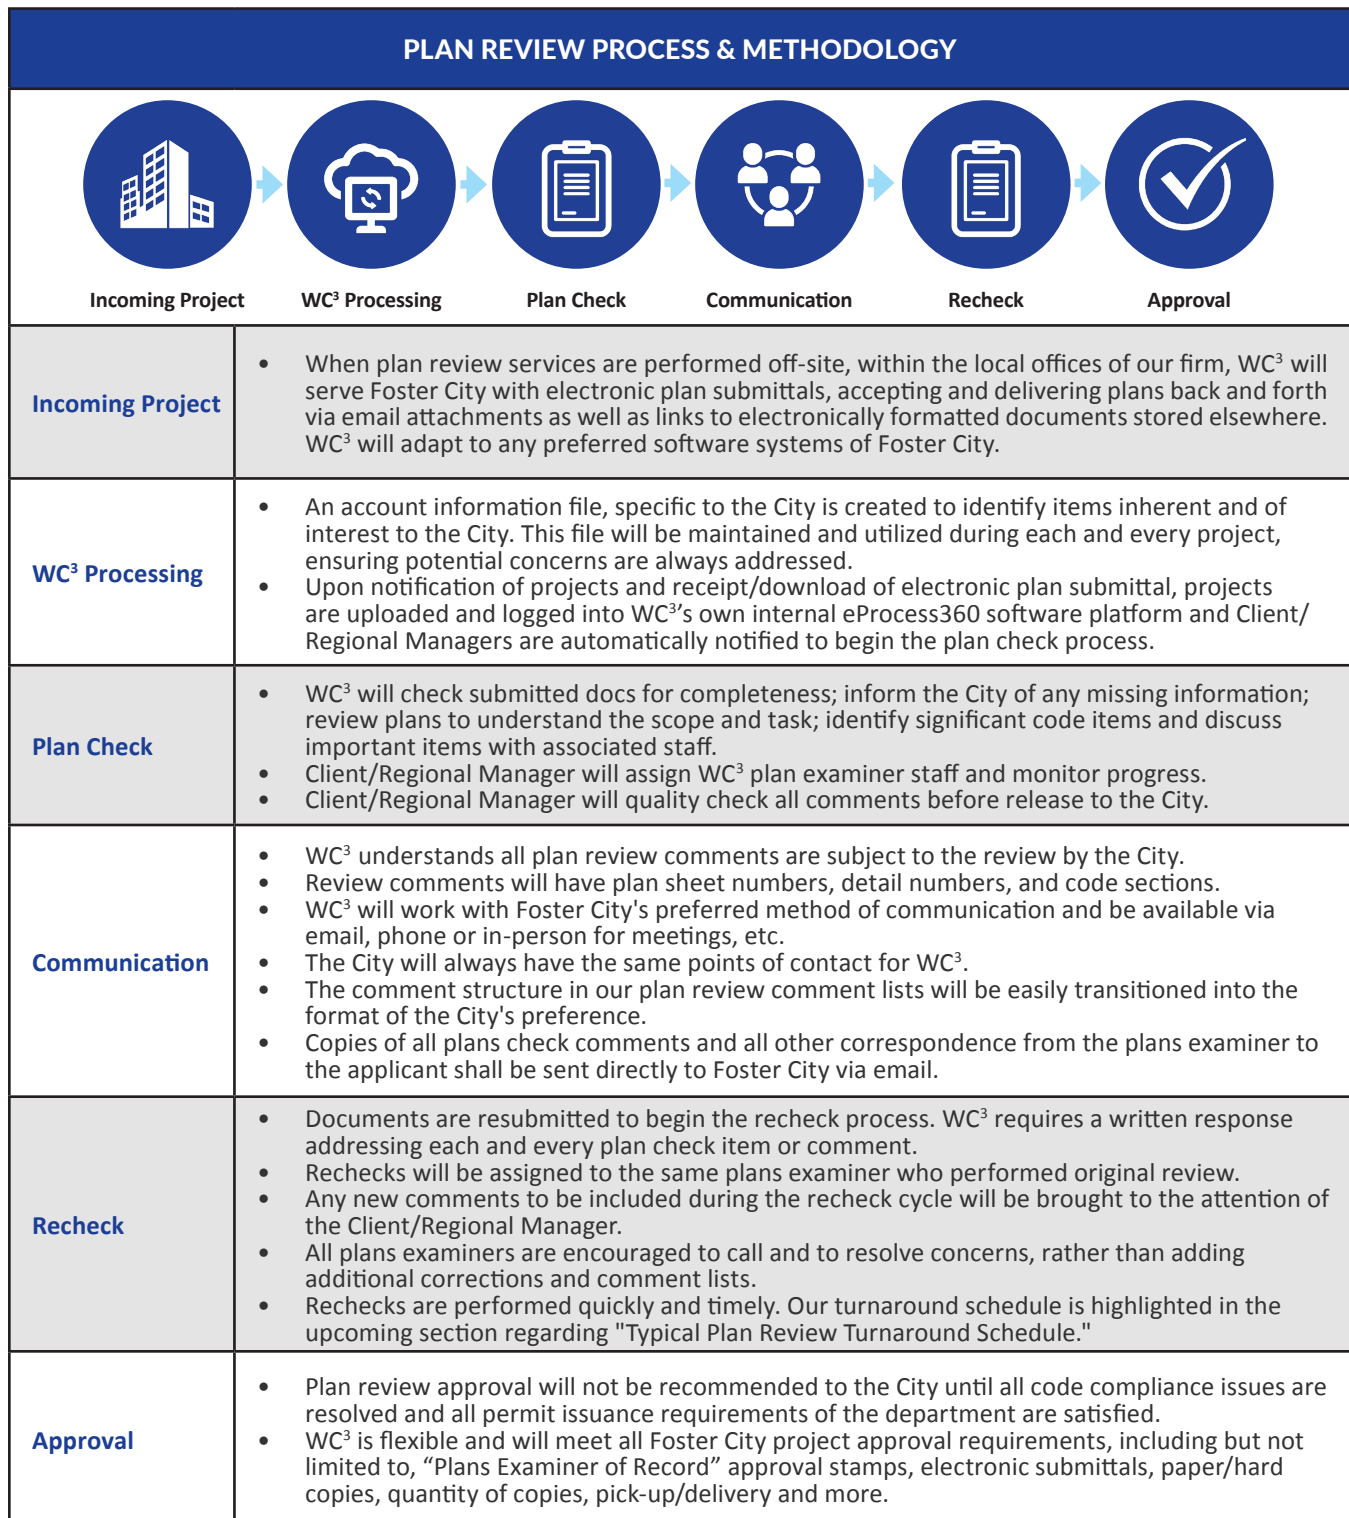 PLAN REVIEW PROCESS & METHODOLOGY
Incoming Project
WC³ Processing
Plan Check
Communication
Recheck
Approval
Incoming Project
• When plan review services are performed off-site, within the local offices of our firm, WC³ will
serve Foster City with electronic plan submittals, accepting and delivering plans back and forth
via email attachments as well as links to electronically formatted documents stored elsewhere.
WC³ will adapt to any preferred software systems of Foster City.
WC³ Processing
• An account information file, specific to the City is created to identify items inherent and of
interest to the City. This file will be maintained and utilized during each and every project,
ensuring potential concerns are always addressed.
• Upon notification of projects and receipt/download of electronic plan submittal, projects
are uploaded and logged into WC³’s own internal eProcess360 software platform and Client/
Regional Managers are automatically notified to begin the plan check process.
Plan Check
• WC³ will check submitted docs for completeness; inform the City of any missing information;
review plans to understand the scope and task; identify significant code items and discuss
important items with associated staff.
• Client/Regional Manager will assign WC³ plan examiner staff and monitor progress.
• Client/Regional Manager will quality check all comments before release to the City.
Communication
• WC³ understands all plan review comments are subject to the review by the City.
• Review comments will have plan sheet numbers, detail numbers, and code sections.
• WC³ will work with Foster City's preferred method of communication and be available via
email, phone or in-person for meetings, etc.
• The City will always have the same points of contact for WC³.
• The comment structure in our plan review comment lists will be easily transitioned into the
format of the City's preference.
• Copies of all plans check comments and all other correspondence from the plans examiner to
the applicant shall be sent directly to Foster City via email.
Recheck
• Documents are resubmitted to begin the recheck process. WC³ requires a written response
addressing each and every plan check item or comment.
• Rechecks will be assigned to the same plans examiner who performed original review.
• Any new comments to be included during the recheck cycle will be brought to the attention of
the Client/Regional Manager.
• All plans examiners are encouraged to call and to resolve concerns, rather than adding
additional corrections and comment lists.
• Rechecks are performed quickly and timely. Our turnaround schedule is highlighted in the
upcoming section regarding "Typical Plan Review Turnaround Schedule."
Approval
• Plan review approval will not be recommended to the City until all code compliance issues are
resolved and all permit issuance requirements of the department are satisfied.
• WC³ is flexible and will meet all Foster City project approval requirements, including but not
limited to, “Plans Examiner of Record” approval stamps, electronic submittals, paper/hard
copies, quantity of copies, pick-up/delivery and more.